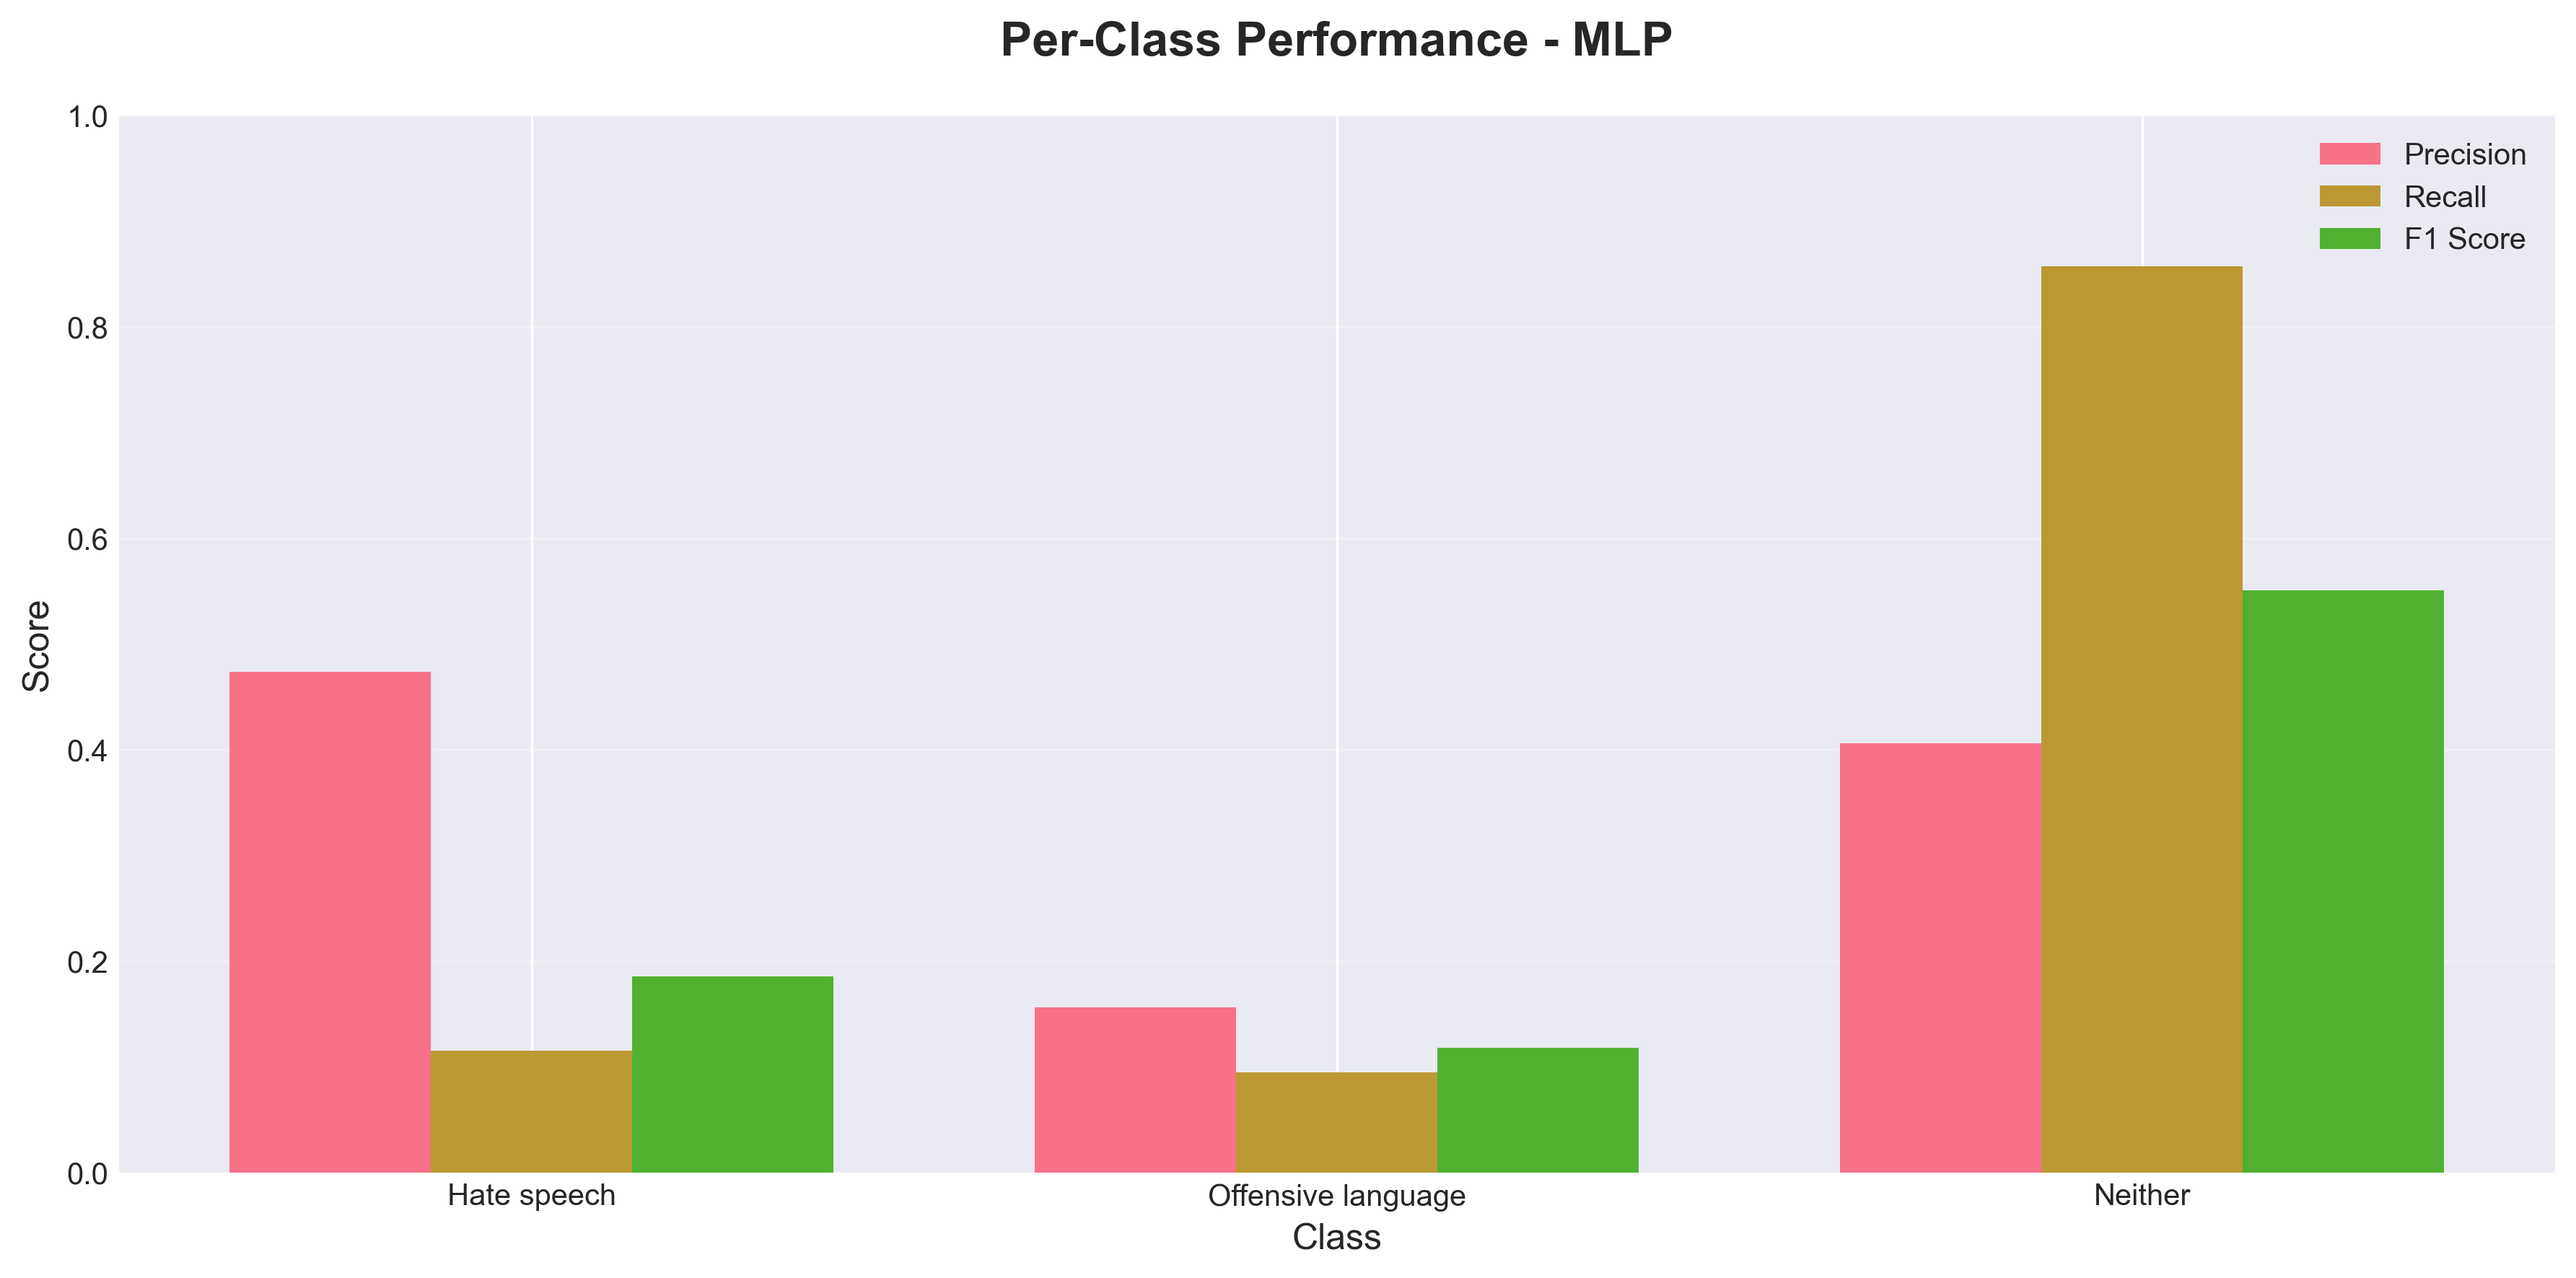 Per-Class Performance - MLP
1.0
0.8
0.6
0.4
0.2
0.0
Score
Precision
Recall
F1 Score
Hate speech
Offensive language
Neither
Class